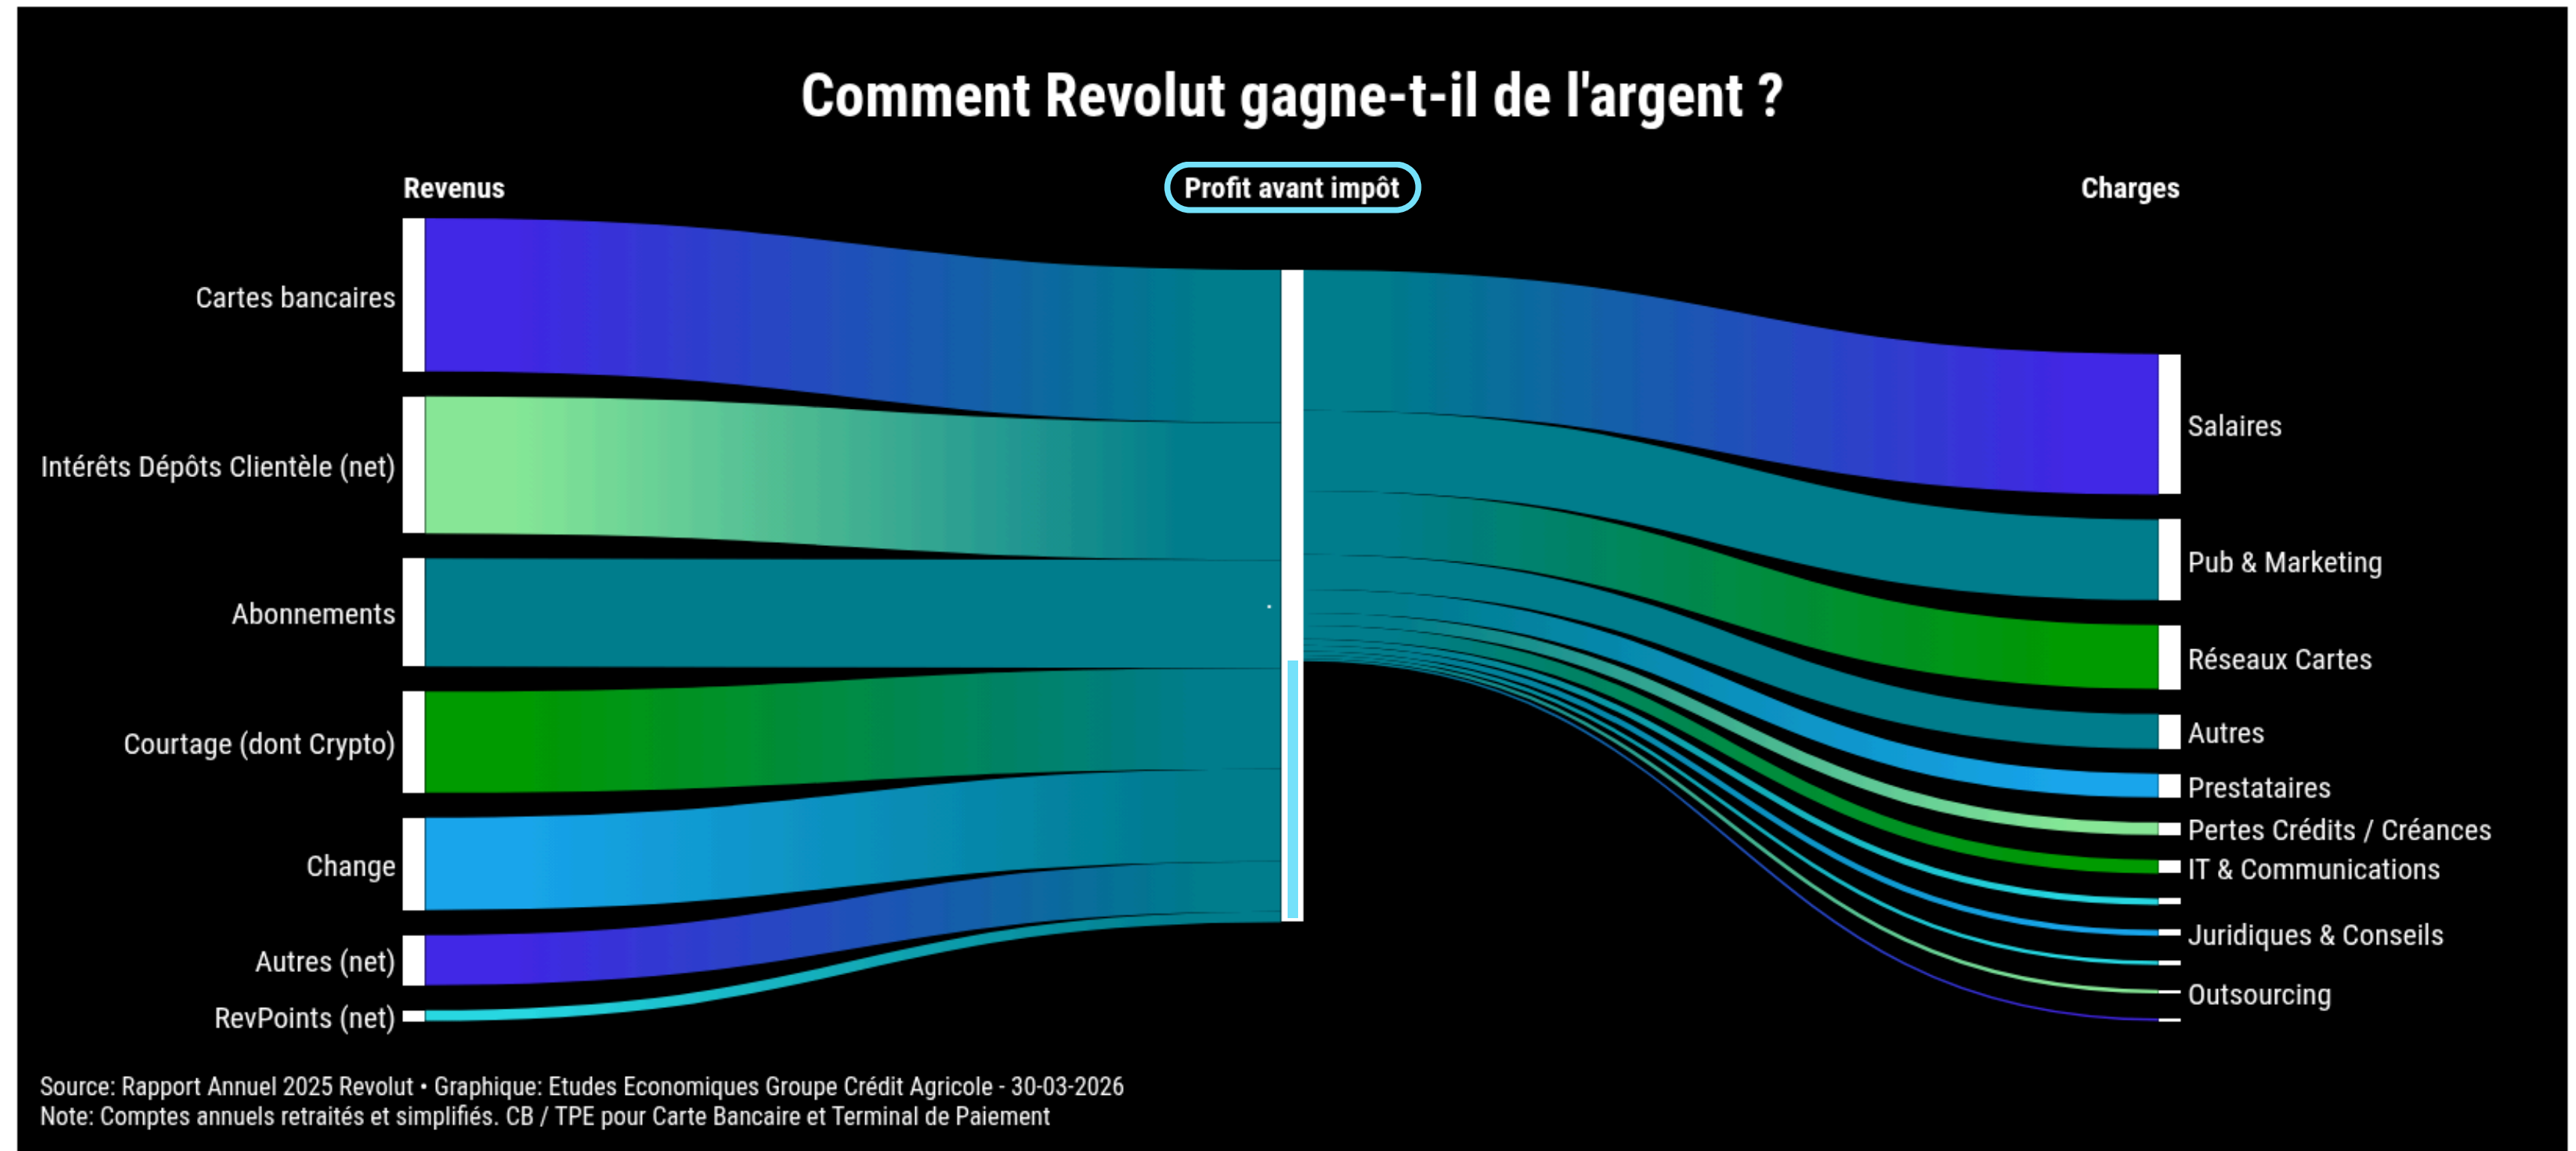 Comment Revolut gagne-t-il de l'argent ?
Revenus
Profit avant impôt
Charges
Cartes bancaires
Intérêts Dépôts Clientèle (net)
Abonnements
Courtage (dont Crypto)
Change
Autres (net)
RevPoints (net)
Salaires
Pub & Marketing
Réseaux Cartes
Autres
Prestataires
Pertes Crédits / Créances
IT & Communications
Juridiques & Conseils
Outsourcing
Source: Rapport Annuel 2025 Revolut • Graphique: Etudes Economiques Groupe Crédit Agricole - 30-03-2026
Note: Comptes annuels retraités et simplifiés. CB / TPE pour Carte Bancaire et Terminal de Paiement